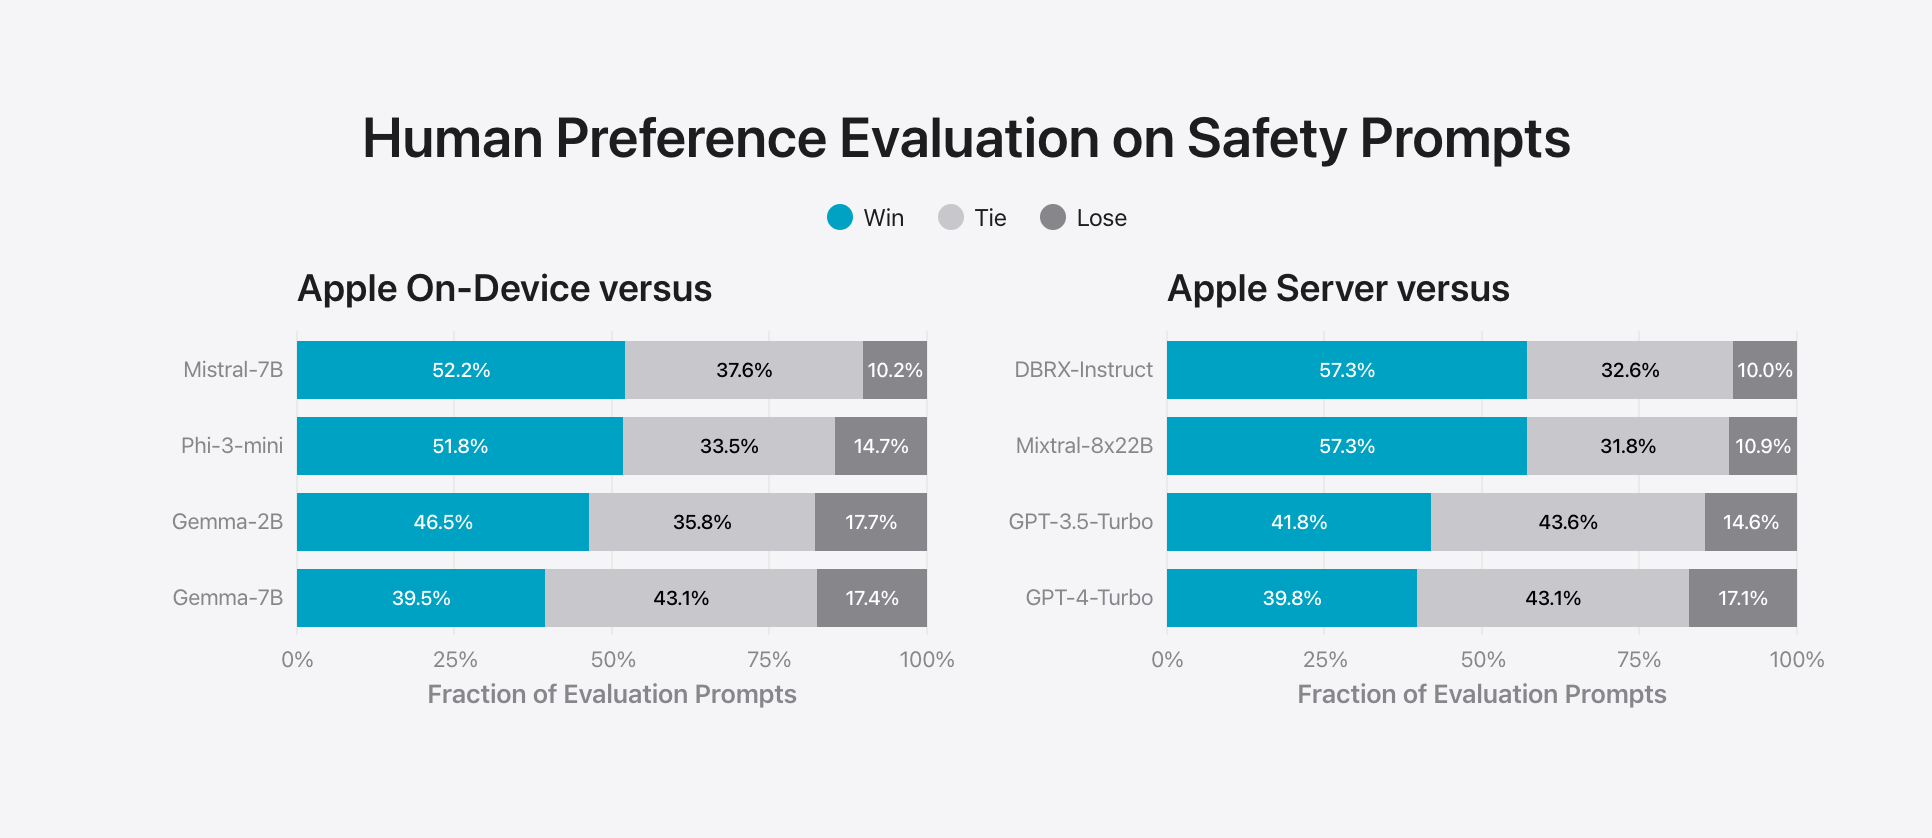 Human Preference Evaluation on Safety Prompts
Win Tie Lose
Apple On-Device versus
Mistral-7B 52.2% 37.6% 10.2%
Phi-3-mini 51.8% 33.5% 14.7%
Gemma-2B 46.5% 35.8% 17.7%
Gemma-7B 39.5% 43.1% 17.4%
0% 25% 50% 75% 100%
Fraction of Evaluation Prompts
Apple Server versus
DBRX-Instruct 57.3% 32.6% 10.0%
Mixtral-8x22B 57.3% 31.8% 10.9%
GPT-3.5-Turbo 41.8% 43.6% 14.6%
GPT-4-Turbo 39.8% 43.1% 17.1%
0% 25% 50% 75% 100%
Fraction of Evaluation Prompts